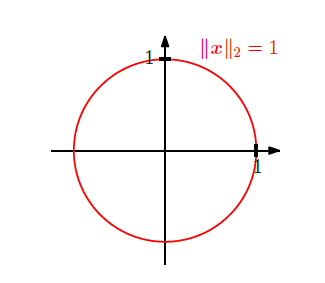 ‖x‖₂ = 1
1
1